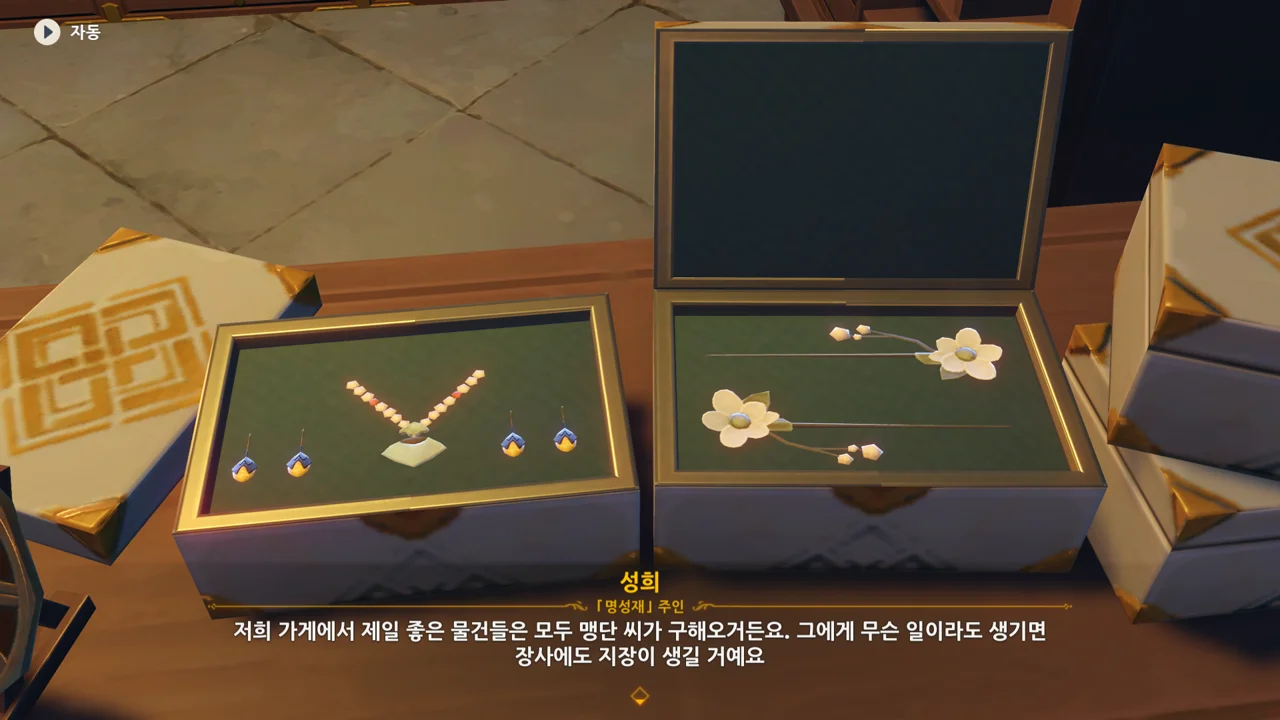 자동
성희
「명성재」 주인
저희 가게에서 제일 좋은 물건들은 모두 맹단 씨가 구해오거든요. 그에게 무슨 일이라도 생기면
장사에도 지장이 생길 거예요